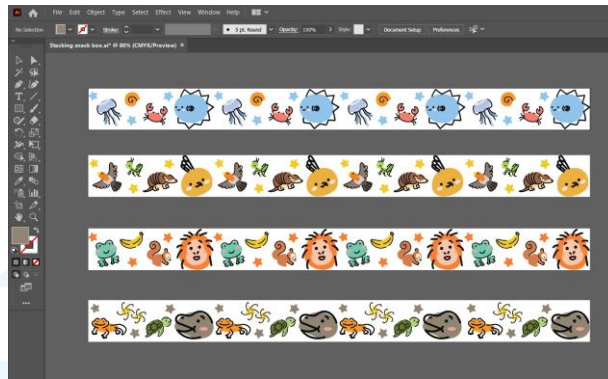 File Edit Object Type Select Effect View Window Help
No Selection Stroke: 5 pt. Round Opacity: 100% Style: Document Setup Preferences
Stacking snack box.ai* @ 80% (CMYK/Preview) ×